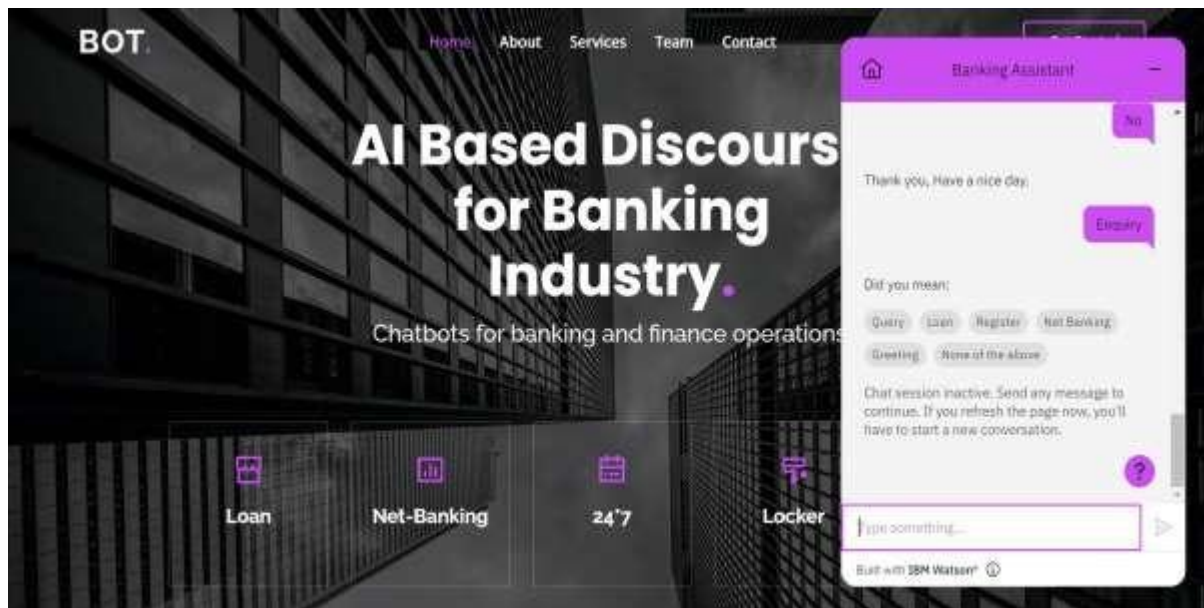 BOT.
Home About Services Team Contact
AI Based Discours
for Banking
Industry.
Chatbots for banking and finance operations
Loan
Net-Banking
24*7
Locker
Banking Assistant
No
Thank you, Have a nice day.
Enquiry
Did you mean:
Query Loan Register Net Banking
Greeting None of the above
Chat session inactive. Send any message to
continue. If you refresh the page now, you'll
have to start a new conversation.
?
Type something...
Built with IBM Watson®